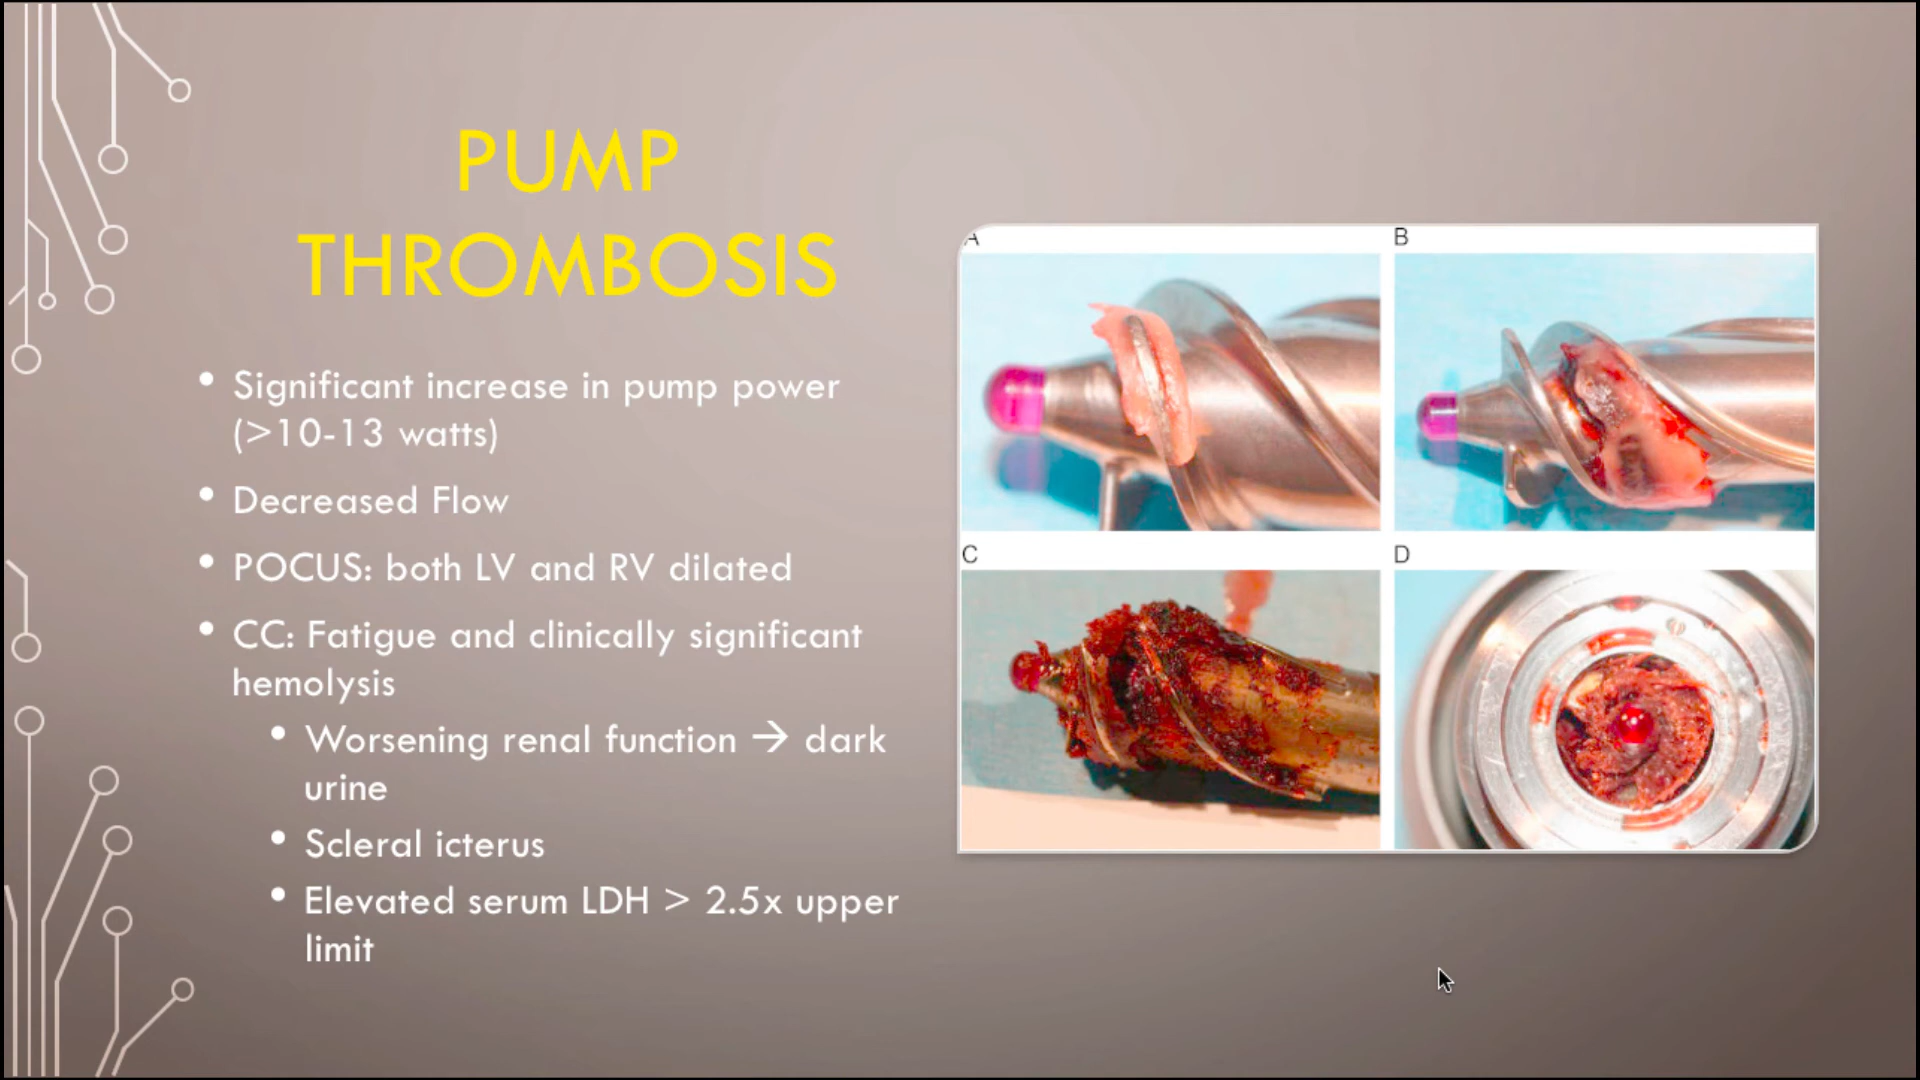 PUMP
THROMBOSIS
• Significant increase in pump power
(>10-13 watts)
• Decreased Flow
• POCUS: both LV and RV dilated
• CC: Fatigue and clinically significant
hemolysis
• Worsening renal function → dark
urine
• Scleral icterus
• Elevated serum LDH > 2.5x upper
limit
A
B
C
D